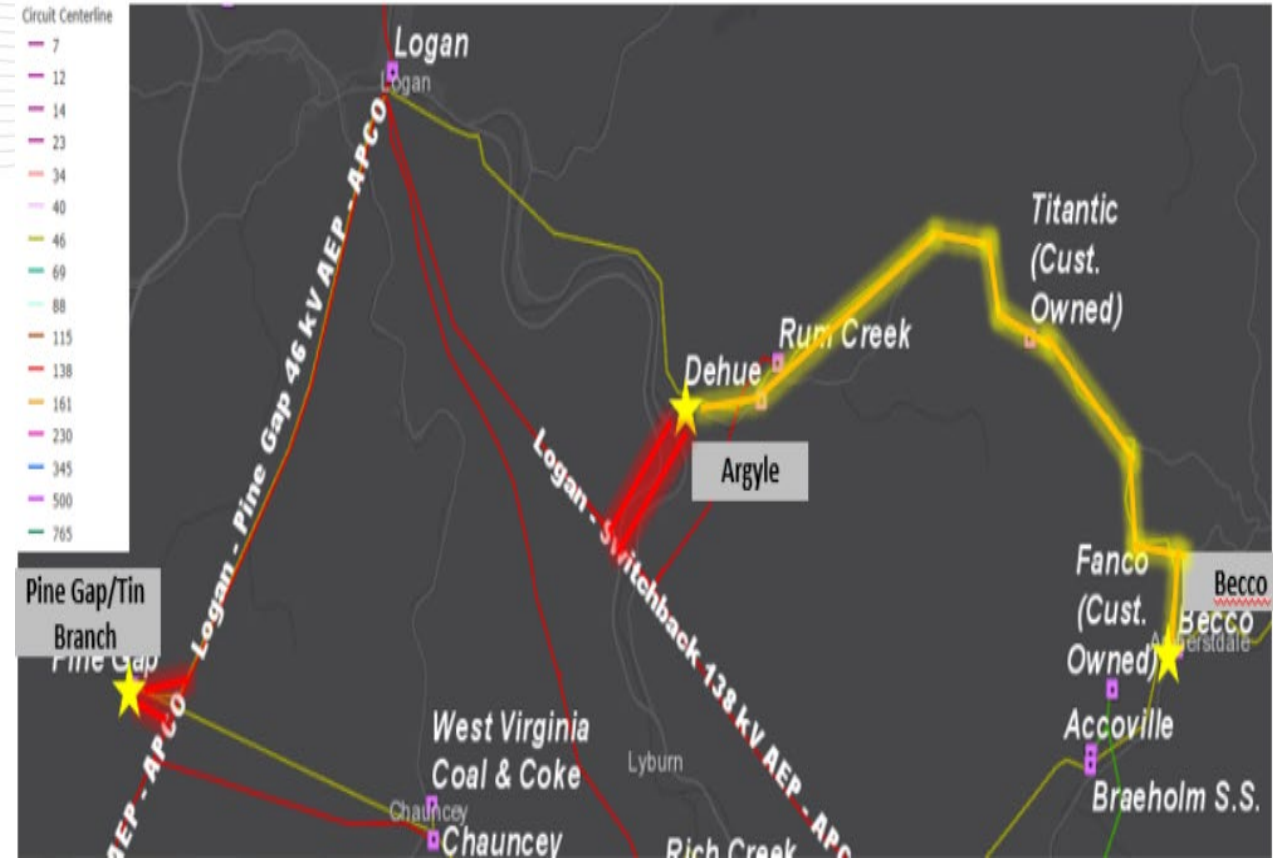 Circuit Centerline
7
12
14
23
34
40
46
69
88
115
138
161
230
345
500
765
Logan
Logan
Logan - Pine Gap 46 kV AEP - APCO
Titantic
(Cust.
Owned)
Rum Creek
Dehue
Argyle
Logan - Switchback 138 kV AEP - APC
Fanco
(Cust.
Owned)
Becco
Becco
Amherstdale
Pine Gap/Tin
Branch
Pine Gap
AEP - APCO
West Virginia
Coal & Coke
Chauncey
Chauncey
Lyburn
Rich Creek
Accoville
Braeholm S.S.